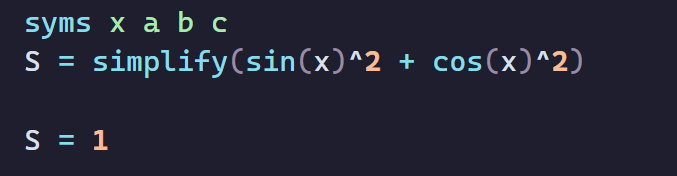 syms x a b c
S = simplify(sin(x)^2 + cos(x)^2)
S = 1